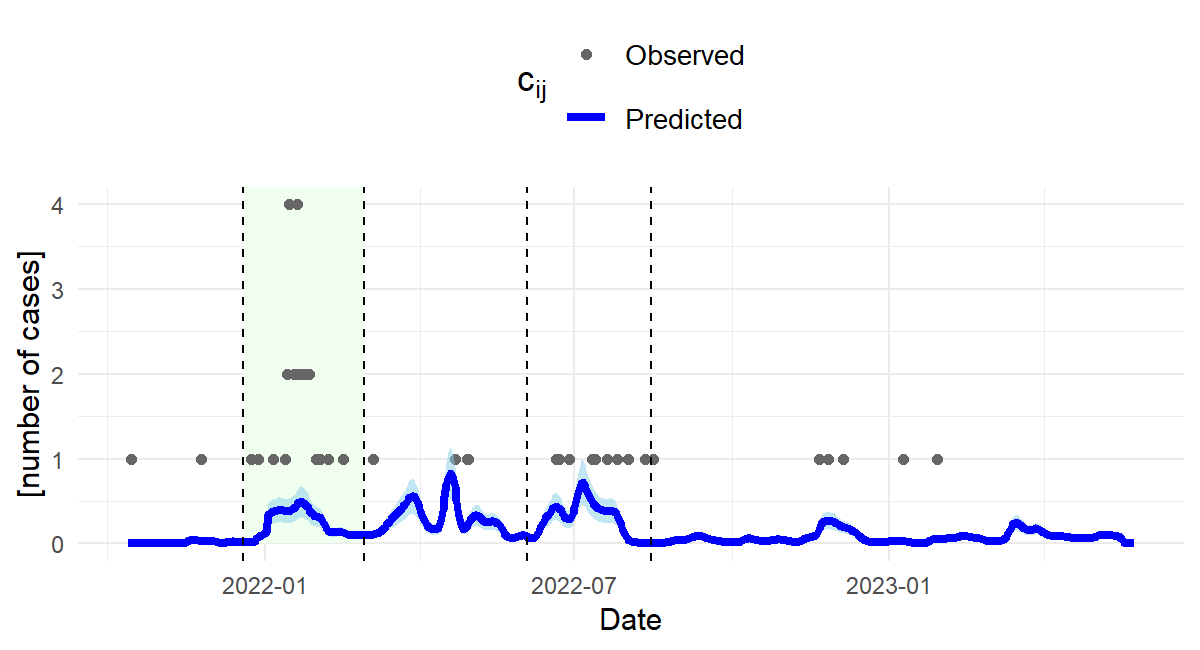 Observed
c_ij
Predicted
[number of cases]
4
3
2
1
0
2022-01
2022-07
2023-01
Date